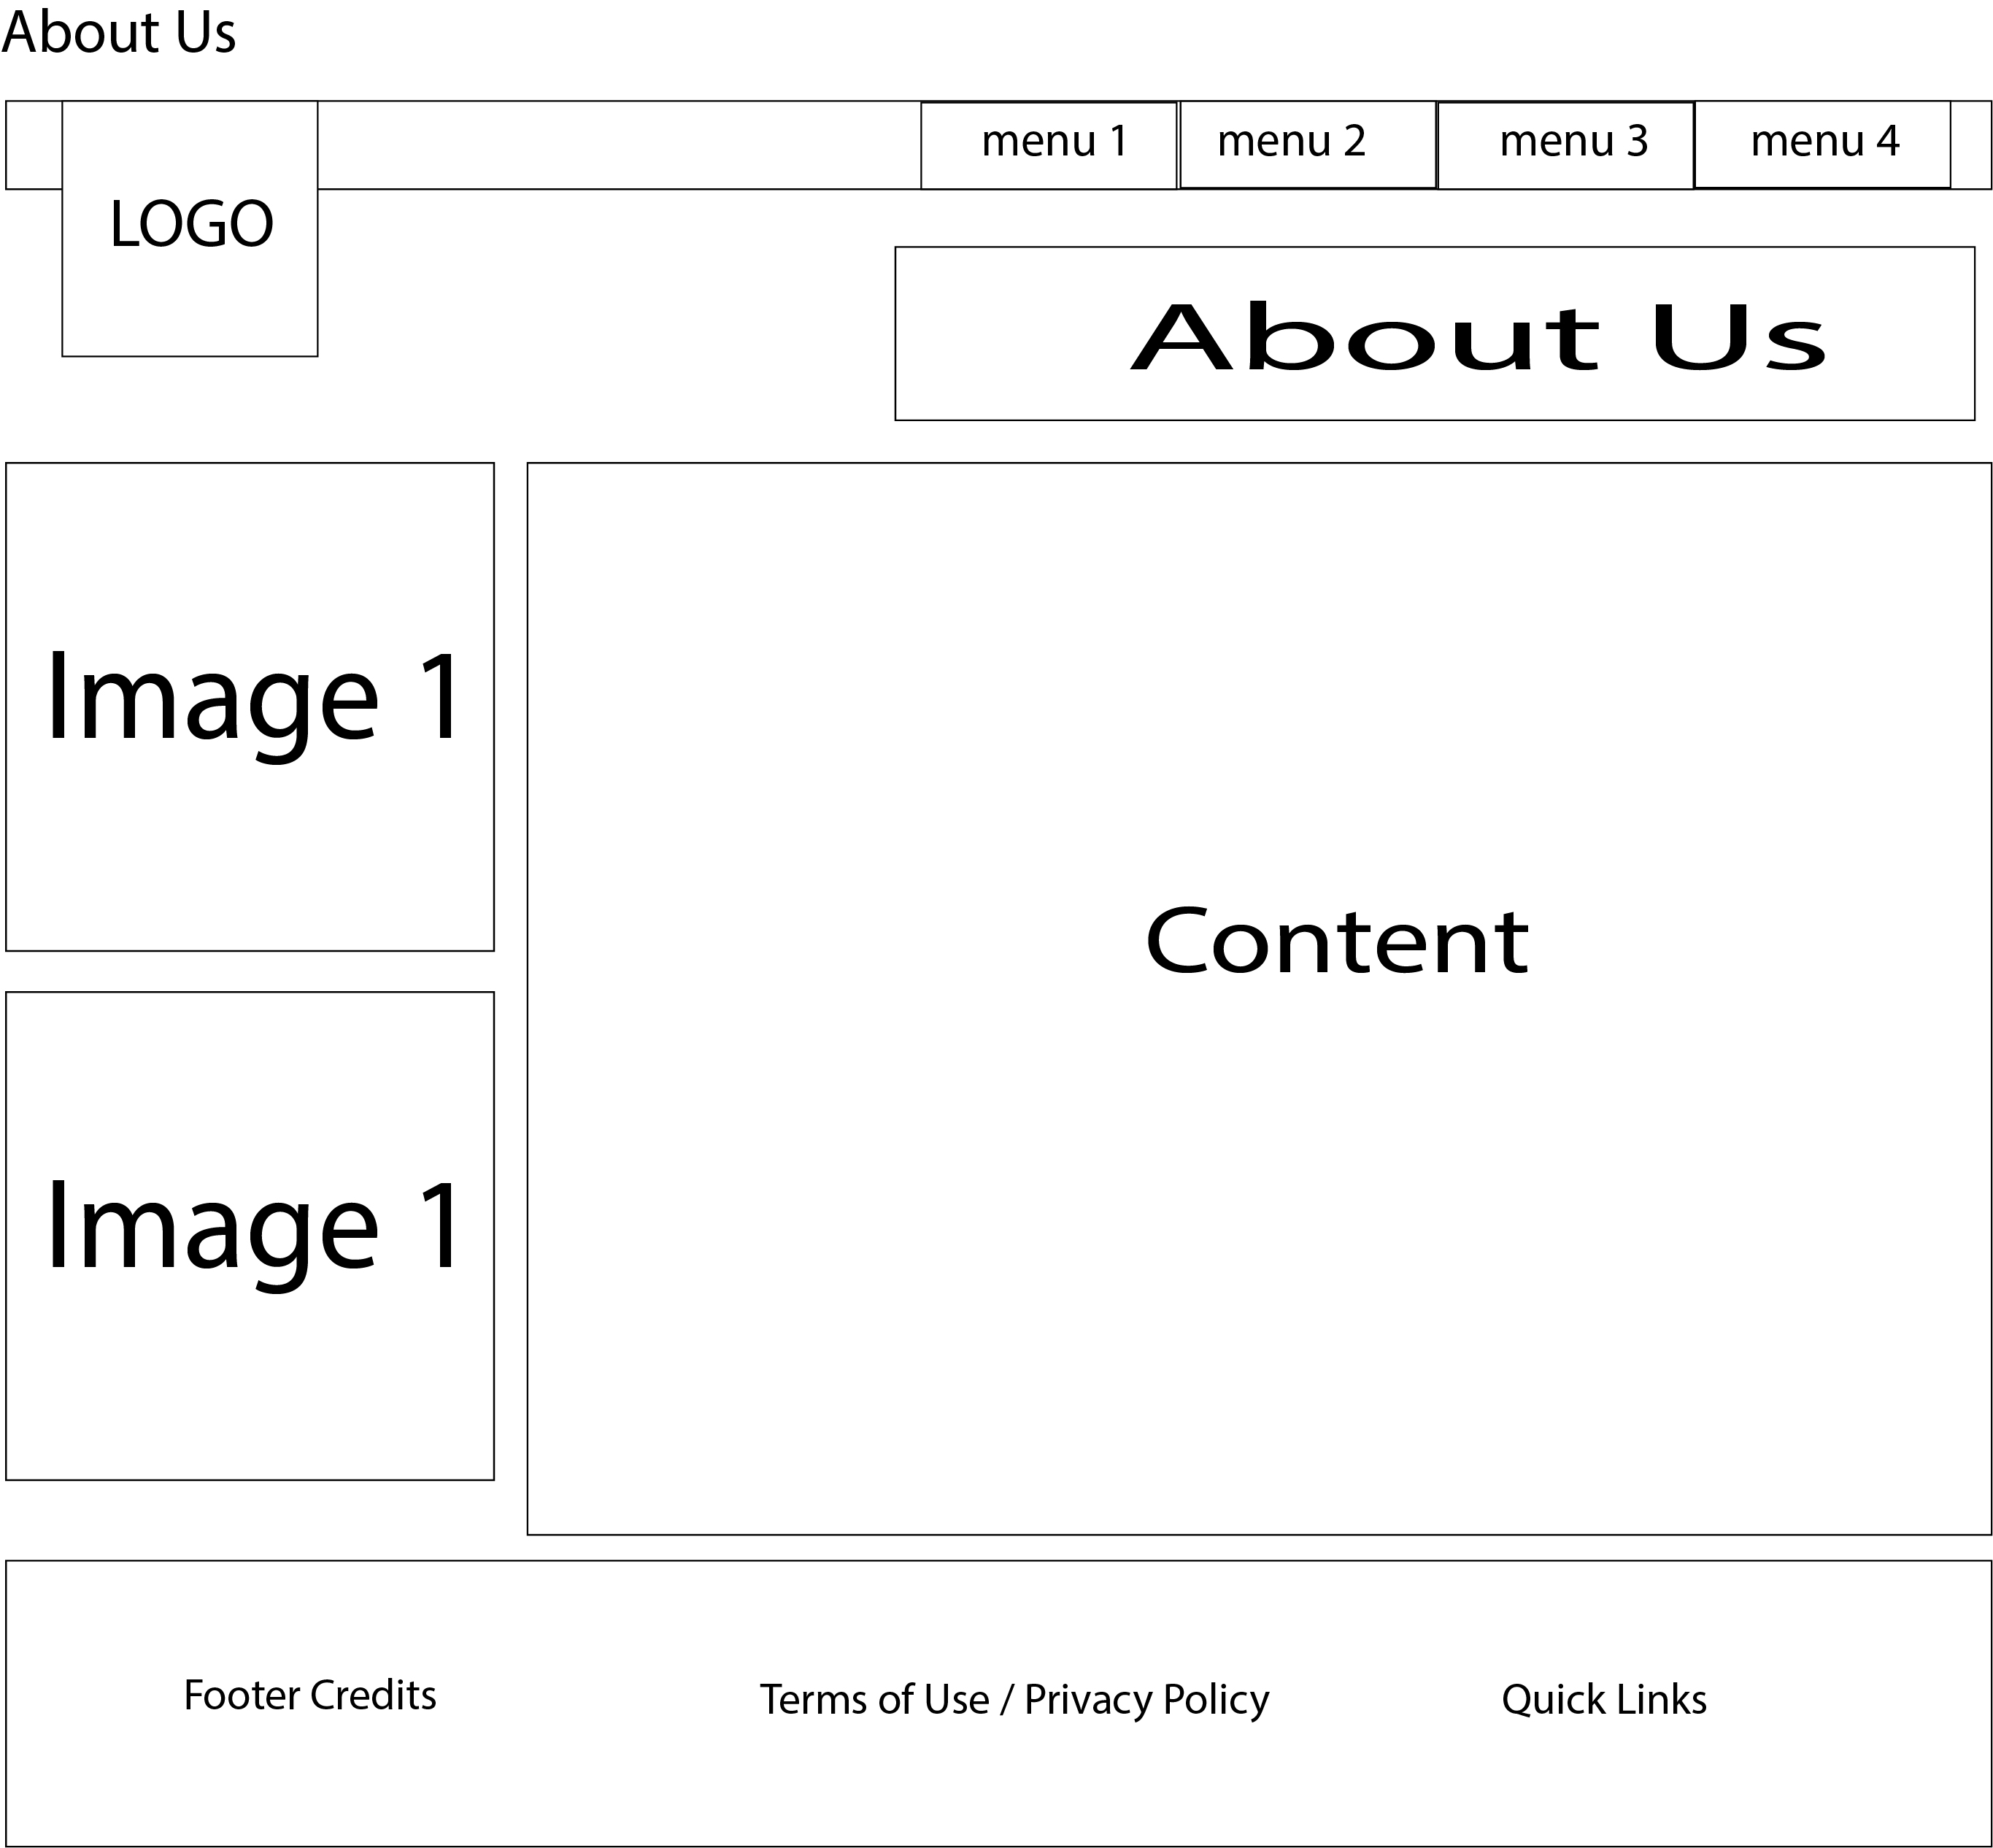 About Us
menu 1
menu 2
menu 3
menu 4
LOGO
About Us
Image 1
Content
Image 1
Footer Credits
Terms of Use / Privacy Policy
Quick Links